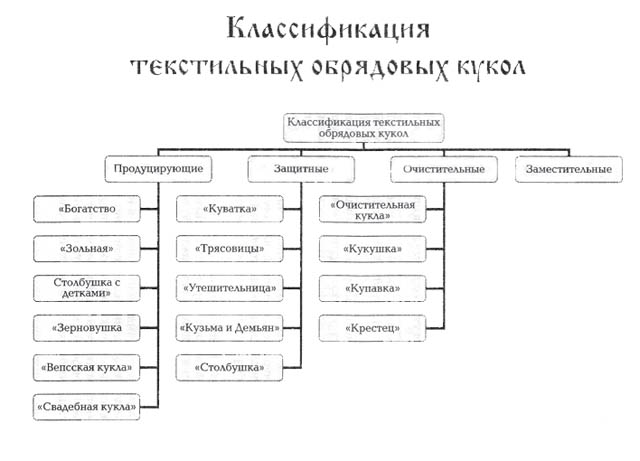 Классификация
текстильных обрядовых кукол
Классификация текстильных
обрядовых кукол
Продуцирующие
Защитные
Очистительные
Заместительные
«Богатство
«Зольная»
Столбушка с
детками»
«Зерновушка
«Вепсская кукла»
«Свадебная кукла»
«Куватка»
«Трясовицы»
«Утешительница»
«Кузьма и Демьян»
«Столбушка»
«Очистительная
кукла»
«Кукушка»
«Купавка»
«Крестец»